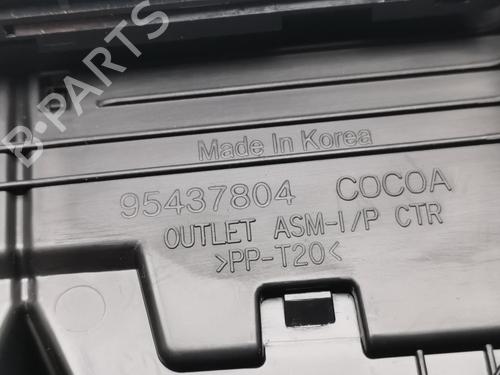 B-PARTS
Made In Korea
95437804 COCOA
OUTLET ASM-I/P CTR
>PP-T20<